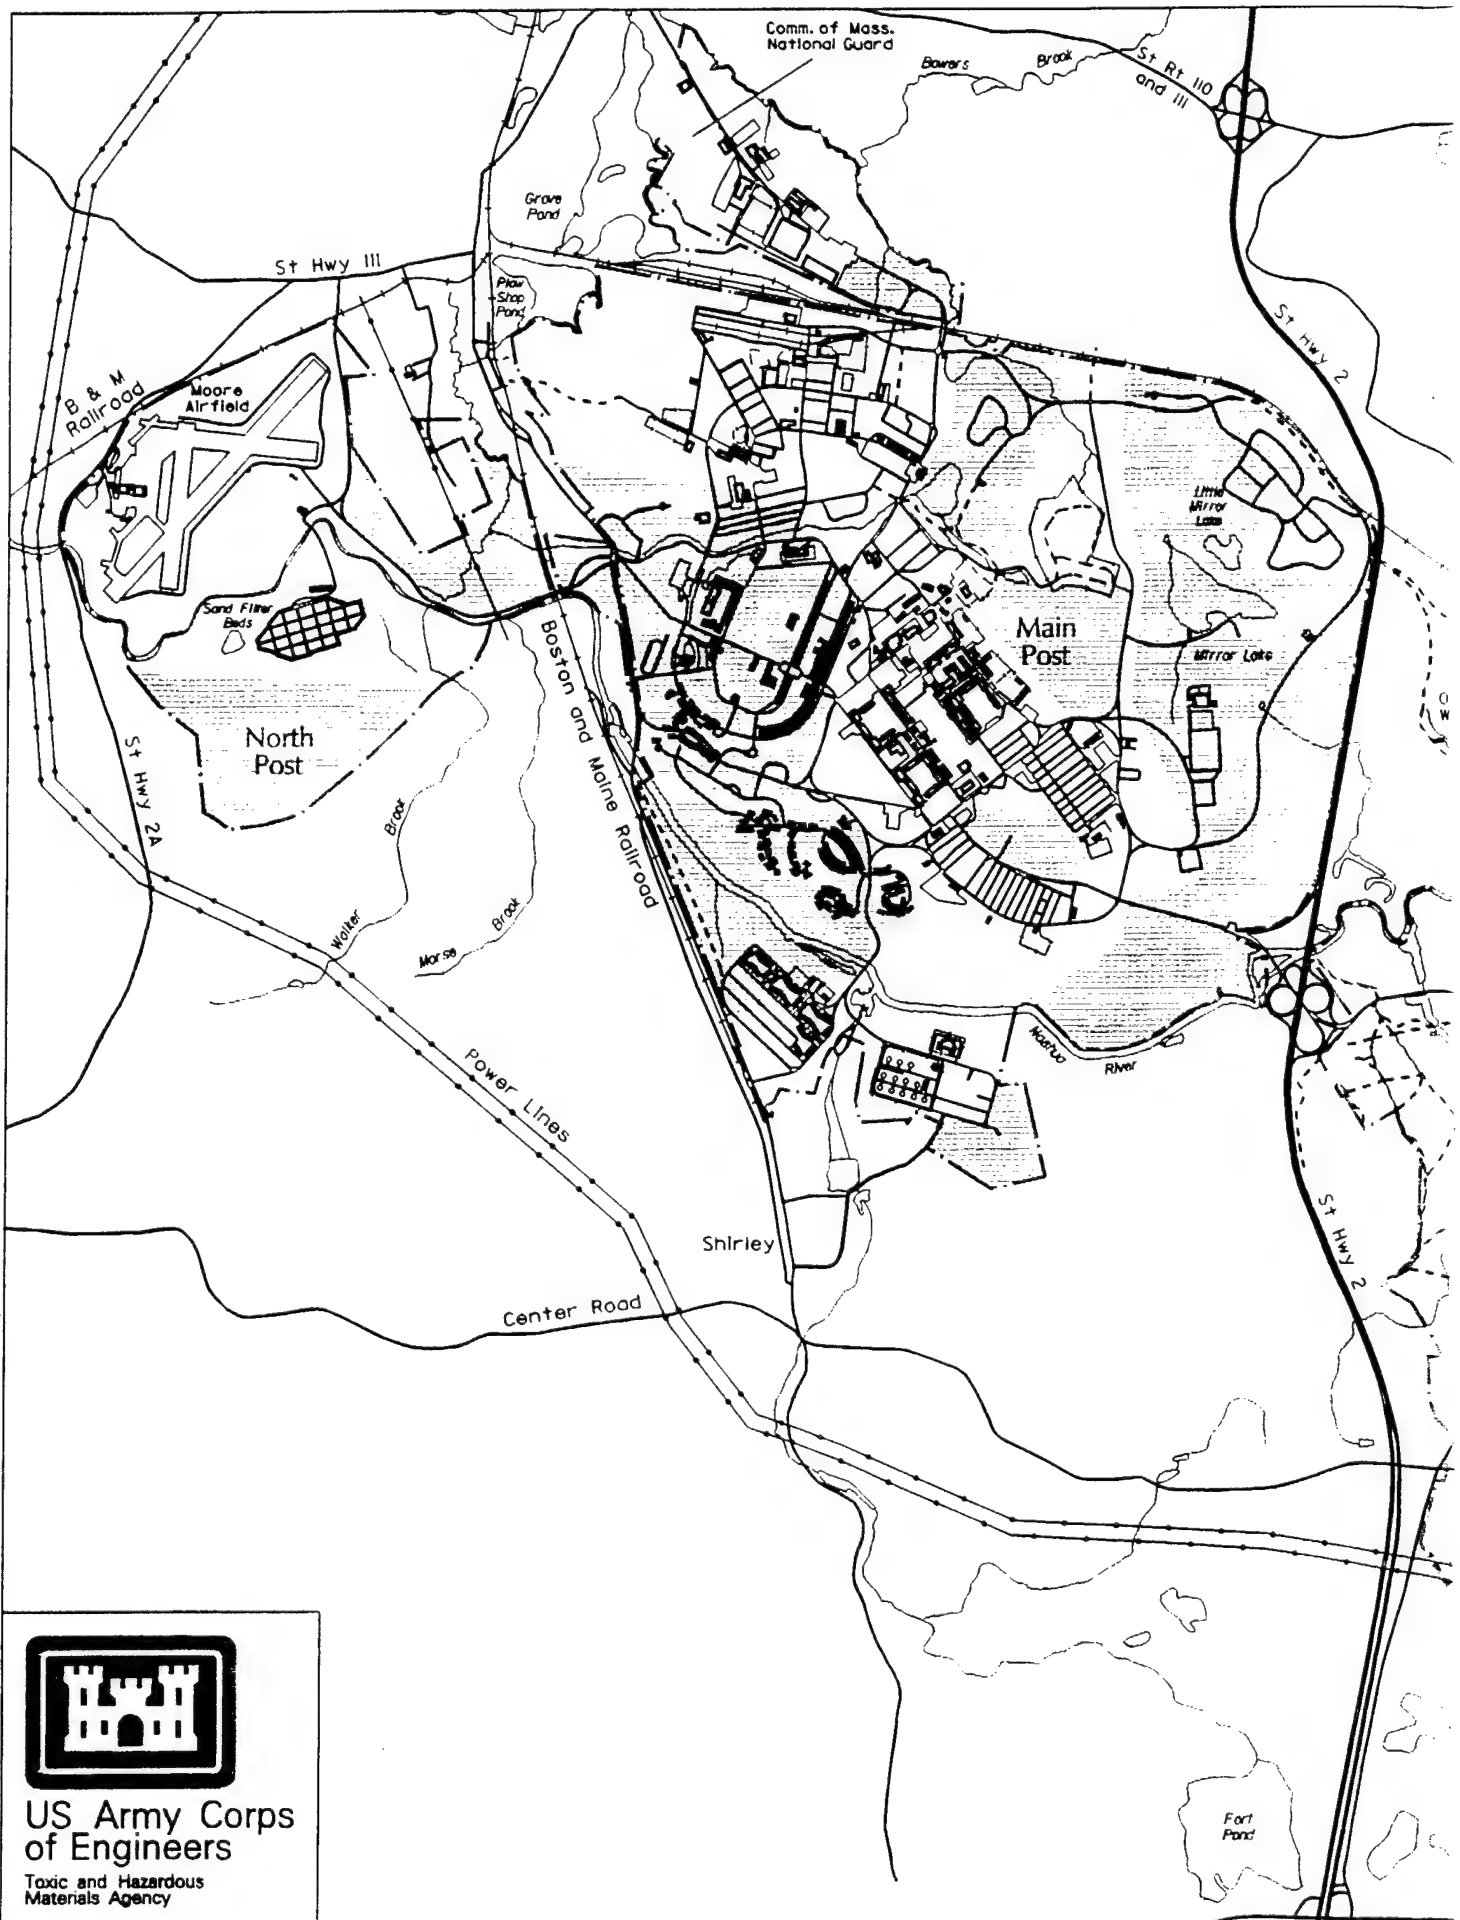 Comm. of Mass.
National Guard
Bowers
Brook
St Rt 110
and 111
Grove
Pond
St Hwy 111
Plow
Shop
Pond
St Hwy 2
B & M
Railroad
Moore
Airfield
Little
Mirror
Lake
Sand Filter
Beds
Main
Post
Mirror Lake
North
Post
Boston and Maine Railroad
St Hwy 2A
Brook
Walker
Morse
Brook
Power Lines
Nashua
River
Shirley
St Hwy 2
Center Road
Fort
Pond
US Army Corps
of Engineers
Toxic and Hazardous
Materials Agency